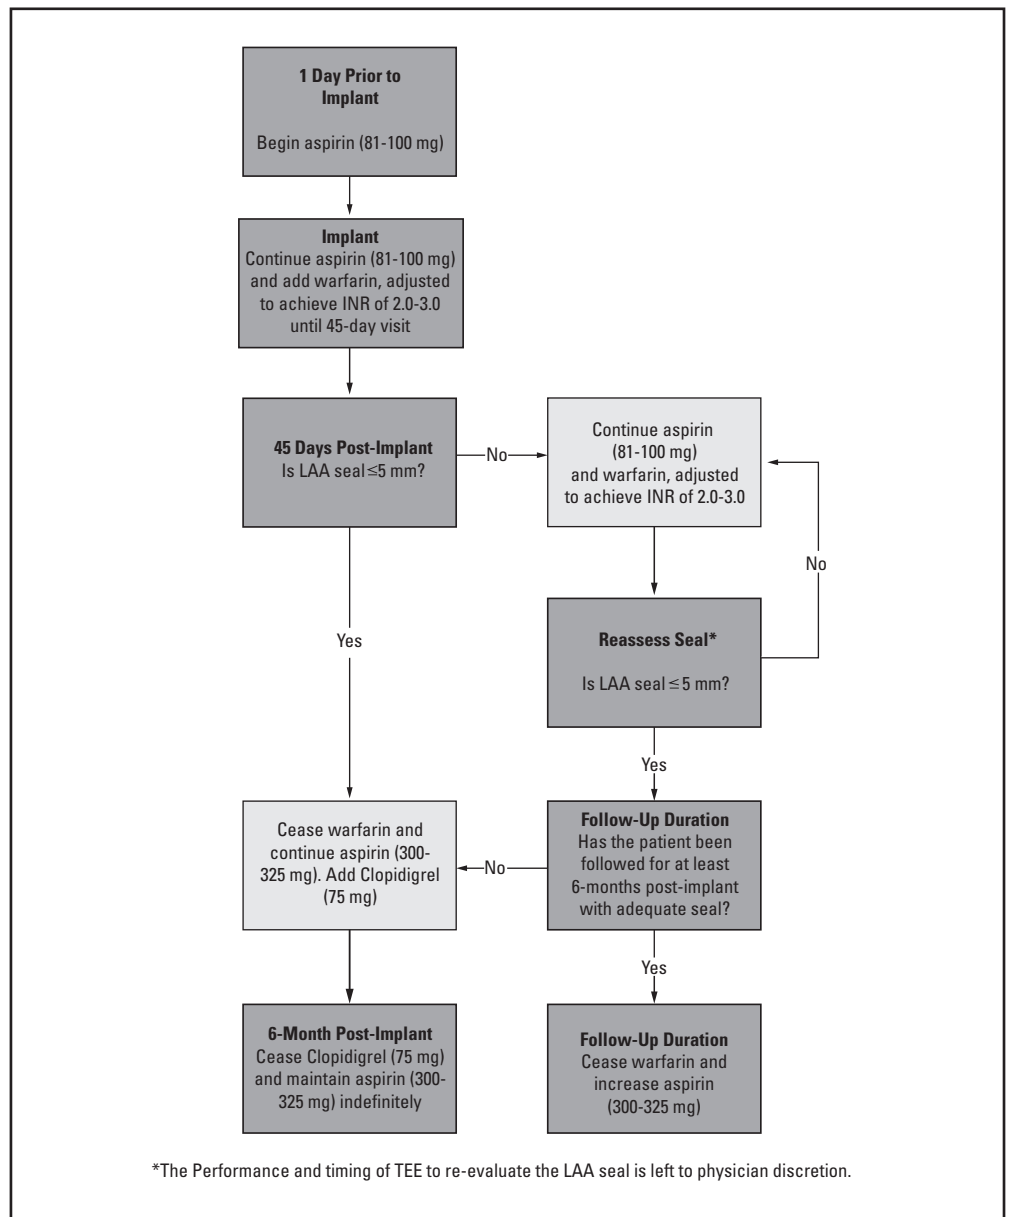 1 Day Prior to
Implant
Begin aspirin (81-100 mg)
Implant
Continue aspirin (81-100 mg)
and add warfarin, adjusted
to achieve INR of 2.0-3.0
until 45-day visit
45 Days Post-Implant
Is LAA seal ≤5 mm?
No
Continue aspirin
(81-100 mg)
and warfarin, adjusted
to achieve INR of 2.0-3.0
No
Yes
Reassess Seal*
Is LAA seal ≤ 5 mm?
Yes
Cease warfarin and
continue aspirin (300-
325 mg). Add Clopidigrel
(75 mg)
No
Follow-Up Duration
Has the patient been
followed for at least
6-months post-implant
with adequate seal?
Yes
6-Month Post-Implant
Cease Clopidigrel (75 mg)
and maintain aspirin (300-
325 mg) indefinitely
Follow-Up Duration
Cease warfarin and
increase aspirin
(300-325 mg)
*The Performance and timing of TEE to re-evaluate the LAA seal is left to physician discretion.